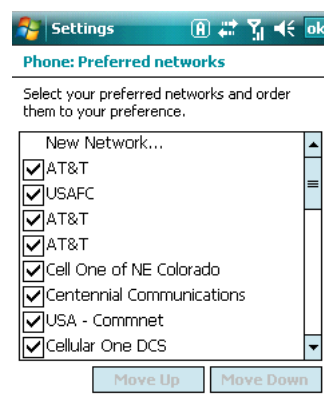 Settings A ok
Phone: Preferred networks
Select your preferred networks and order
them to your preference.
New Network...
AT&T
USAFC
AT&T
AT&T
Cell One of NE Colorado
Centennial Communications
USA - Commnet
Cellular One DCS
Move Up Move Down